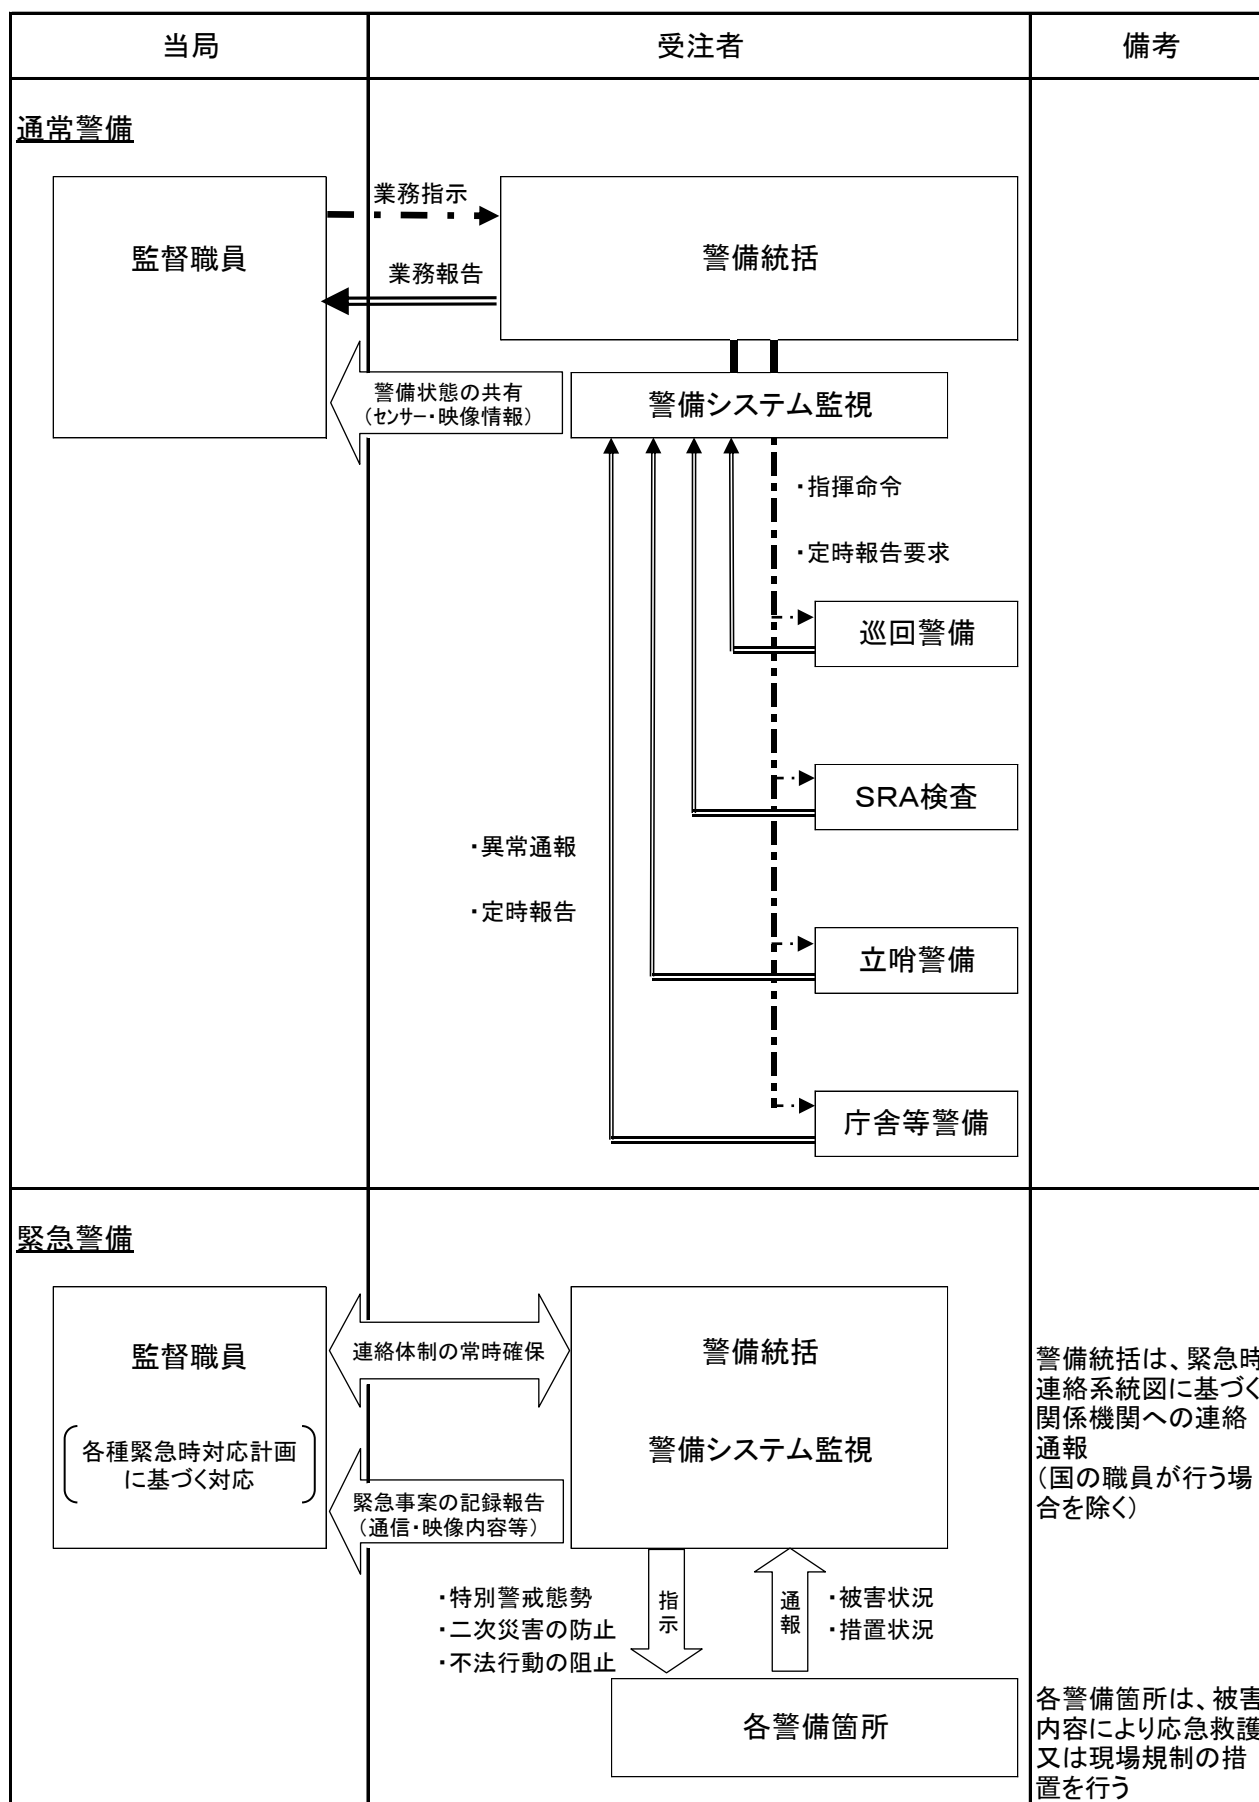 当局
受注者
備考
通常警備
業務指示
監督職員
警備統括
業務報告
警備状態の共有
（センサー・映像情報）
警備システム監視
・指揮命令
・定時報告要求
巡回警備
SRA検査
・異常通報
・定時報告
立哨警備
庁舎等警備
緊急警備
監督職員
各種緊急時対応計画
に基づく対応
連絡体制の常時確保
警備統括
警備システム監視
緊急事案の記録報告
（通信・映像内容等）
警備統括は、緊急時
連絡系統図に基づく
関係機関への連絡
通報
（国の職員が行う場
合を除く）
・特別警戒態勢
・二次災害の防止
・不法行動の阻止
指示
通報
・被害状況
・措置状況
各警備箇所
各警備箇所は、被害
内容により応急救護
又は現場規制の措
置を行う